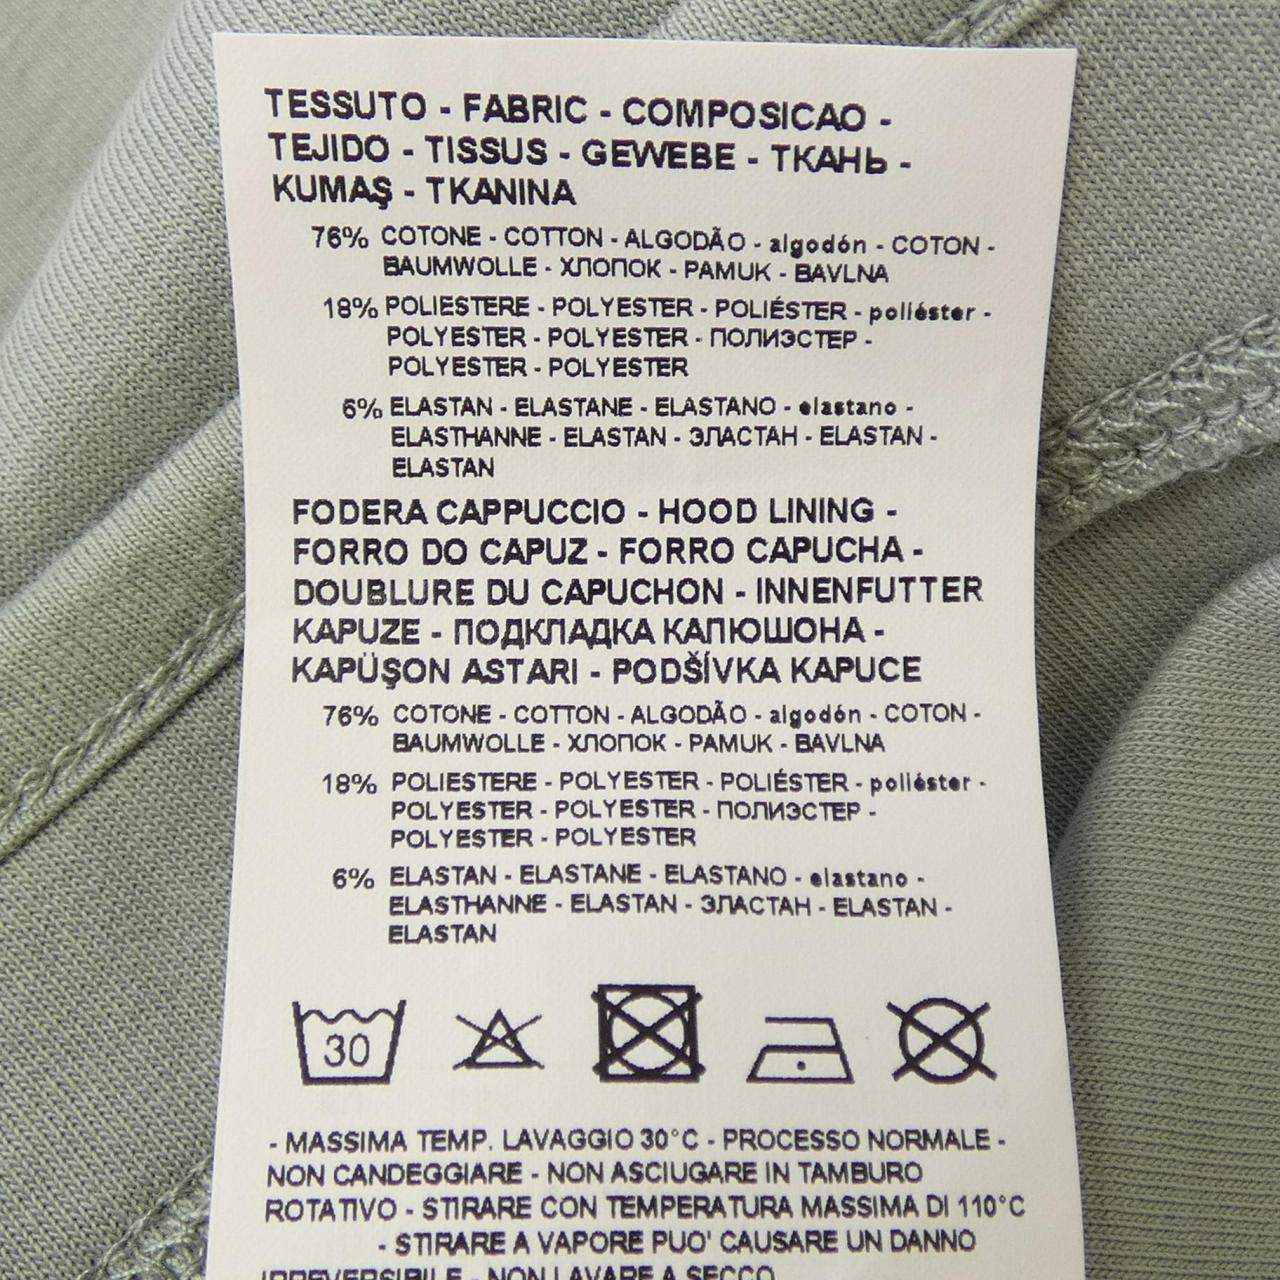 TESSUTO - FABRIC - COMPOSICAO -
TEJIDO - TISSUS - GEWEBE - ТКАНЬ -
KUMAŞ - TKANINA
76% COTONE - COTTON - ALGODÃO - algodón - COTON -
BAUMWOLLE - ХЛОПОК - PAMUK - BAVLNA
18% POLIESTERE - POLYESTER - POLIÉSTER - poliéster -
POLYESTER - POLYESTER - ПОЛИЭСТЕР -
POLYESTER - POLYESTER
6% ELASTAN - ELASTANE - ELASTANO - elastano -
ELASTHANNE - ELASTAN - ЭЛАСТАН - ELASTAN -
ELASTAN
FODERA CAPPUCCIO - HOOD LINING -
FORRO DO CAPUZ - FORRO CAPUCHA -
DOUBLURE DU CAPUCHON - INNENFUTTER
KAPUZE - ПОДКЛАДКА КАПЮШОНА -
KAPÜŞON ASTARI - PODŠÍVKA KAPUCE
76% COTONE - COTTON - ALGODÃO - algodón - COTON -
BAUMWOLLE - ХЛОПОК - PAMUK - BAVLNA
18% POLIESTERE - POLYESTER - POLIÉSTER - poliéster -
POLYESTER - POLYESTER - ПОЛИЭСТЕР -
POLYESTER - POLYESTER
6% ELASTAN - ELASTANE - ELASTANO - elastano -
ELASTHANNE - ELASTAN - ЭЛАСТАН - ELASTAN -
ELASTAN
30
- MASSIMA TEMP. LAVAGGIO 30°C - PROCESSO NORMALE -
NON CANDEGGIARE - NON ASCIUGARE IN TAMBURO
ROTATIVO - STIRARE CON TEMPERATURA MASSIMA DI 110°C
- STIRARE A VAPORE PUO' CAUSARE UN DANNO
IRREVERSIBILE - NON LAVARE A SECCO